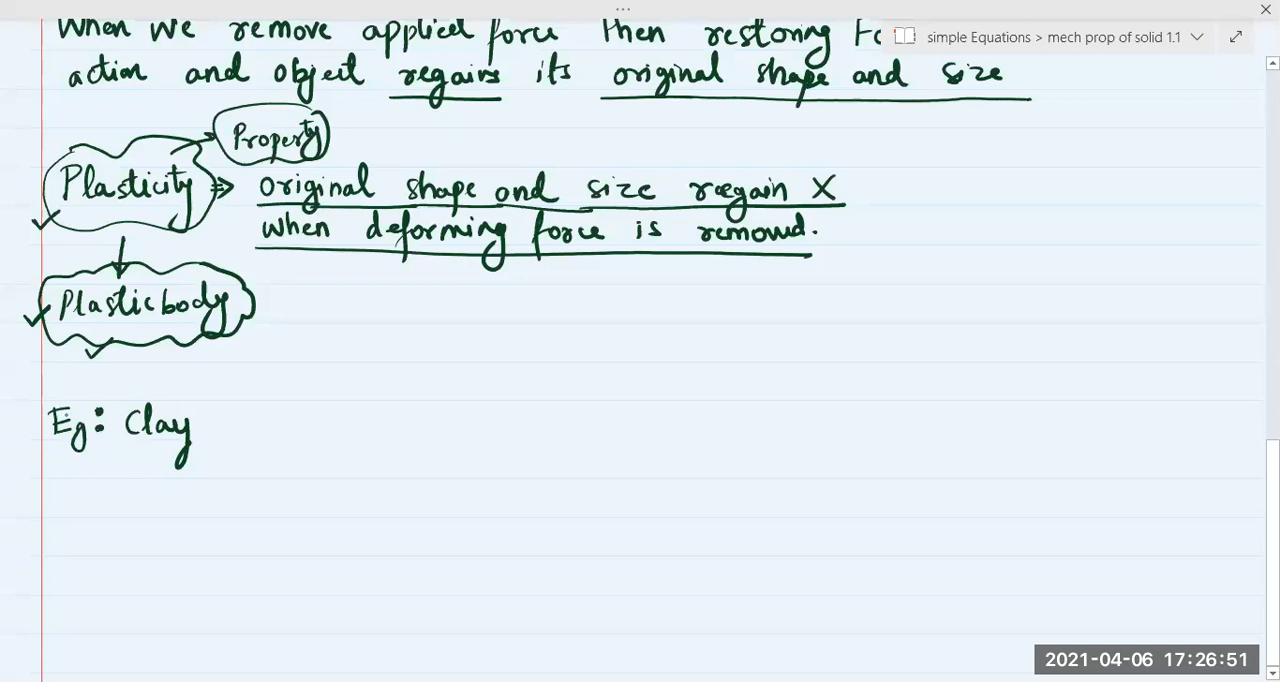 When we remove applied force then restoring
simple Equations > mech prop of solid 1.1
action and object regains its original shape and size
Property
Plasticity ⇒ original shape and size regain X
when deforming force is removed.
Plastic body
Eg: Clay
2021-04-06 17:26:51